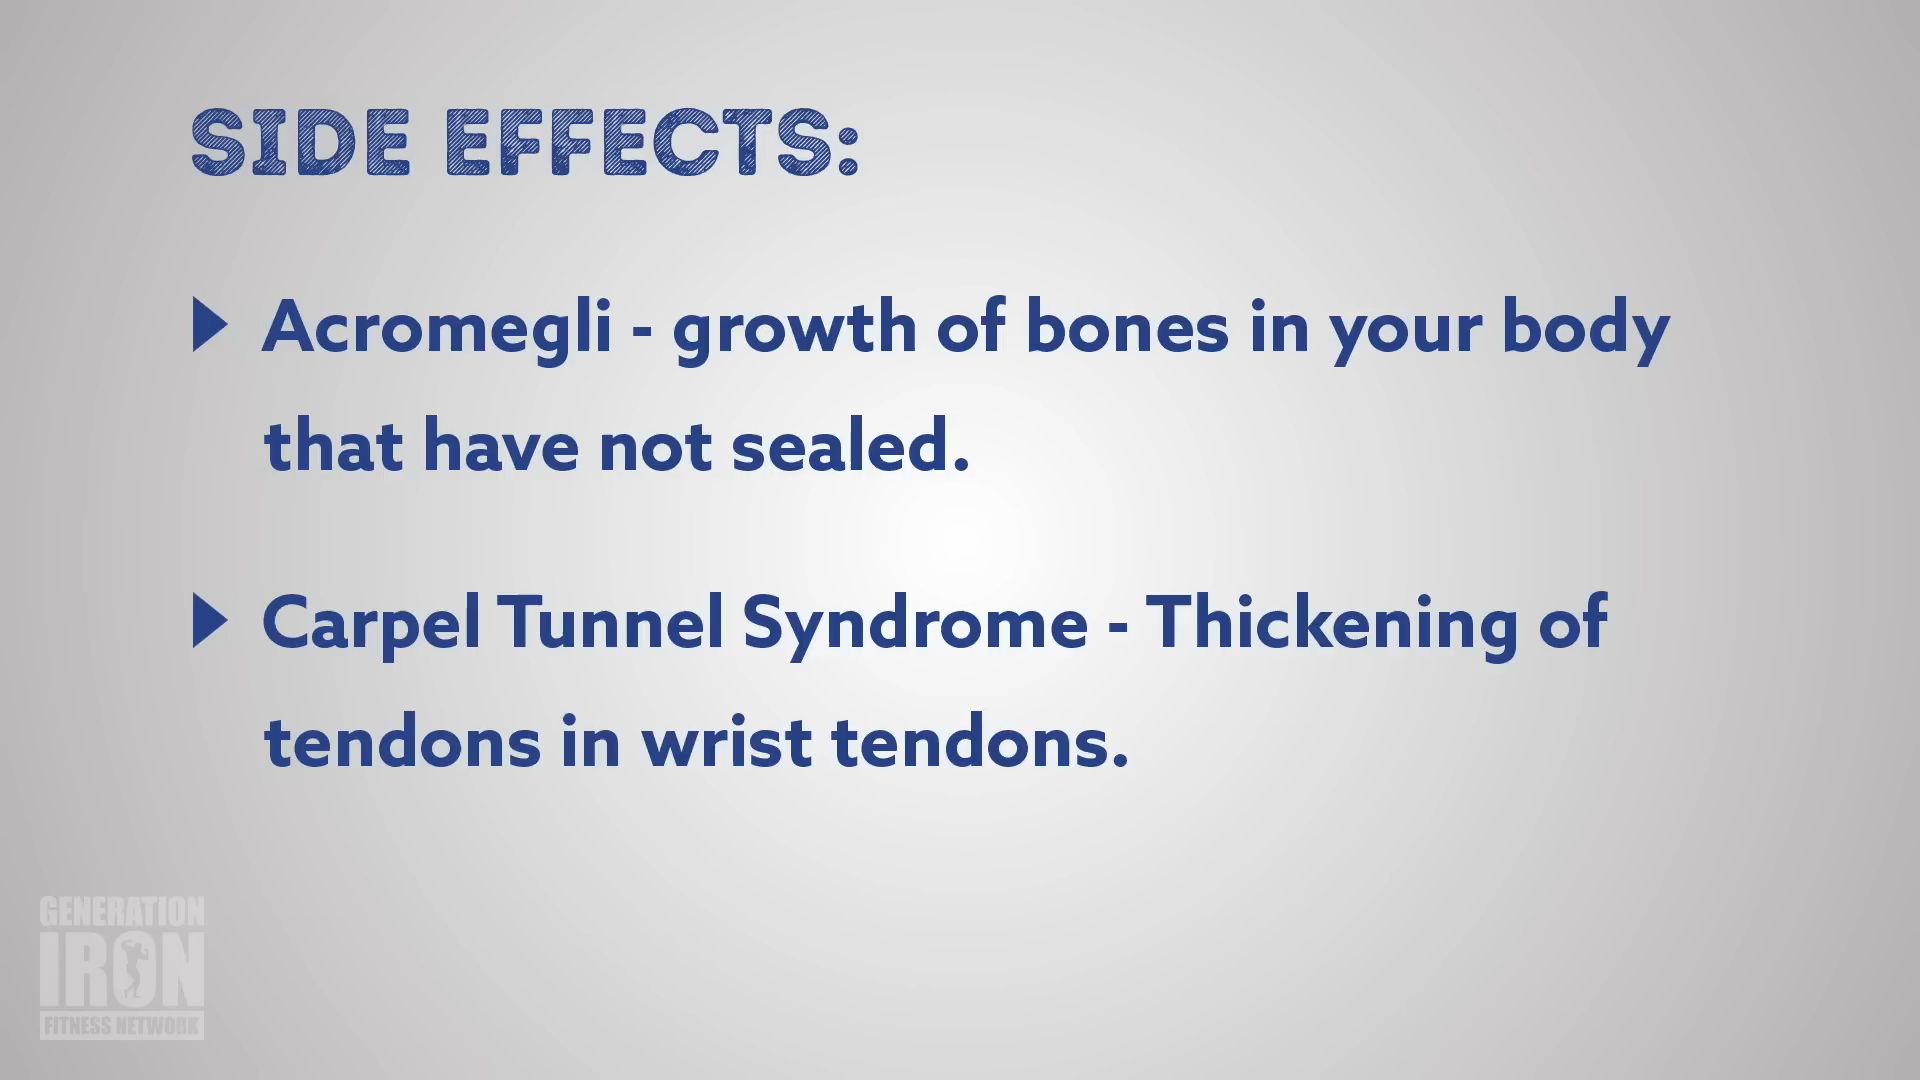 SIDE EFFECTS:
Acromegli - growth of bones in your body
that have not sealed.
Carpel Tunnel Syndrome - Thickening of
tendons in wrist tendons.
GENERATION
IRON
FITNESS NETWORK